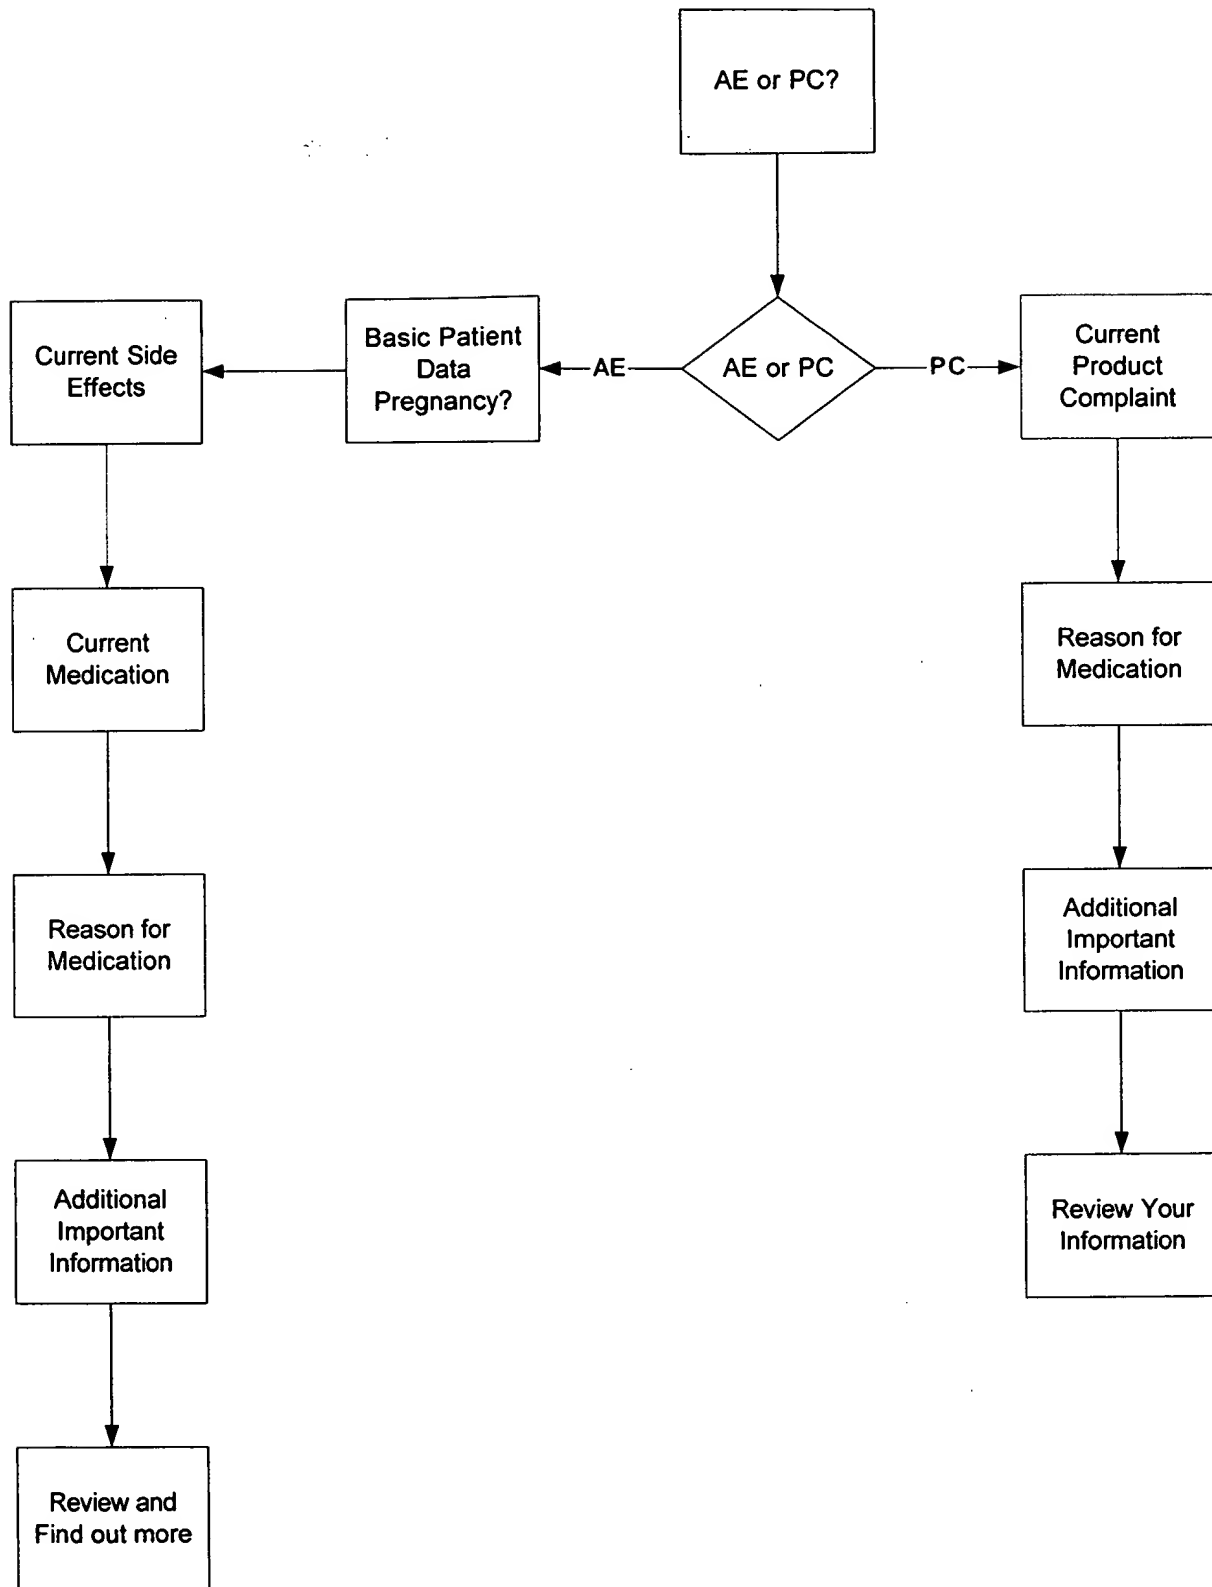 AE or PC?
Current Side
Effects
Basic Patient
Data
Pregnancy?
AE
AE or PC
PC
Current
Product
Complaint
Current
Medication
Reason for
Medication
Reason for
Medication
Additional
Important
Information
Additional
Important
Information
Review Your
Information
Review and
Find out more